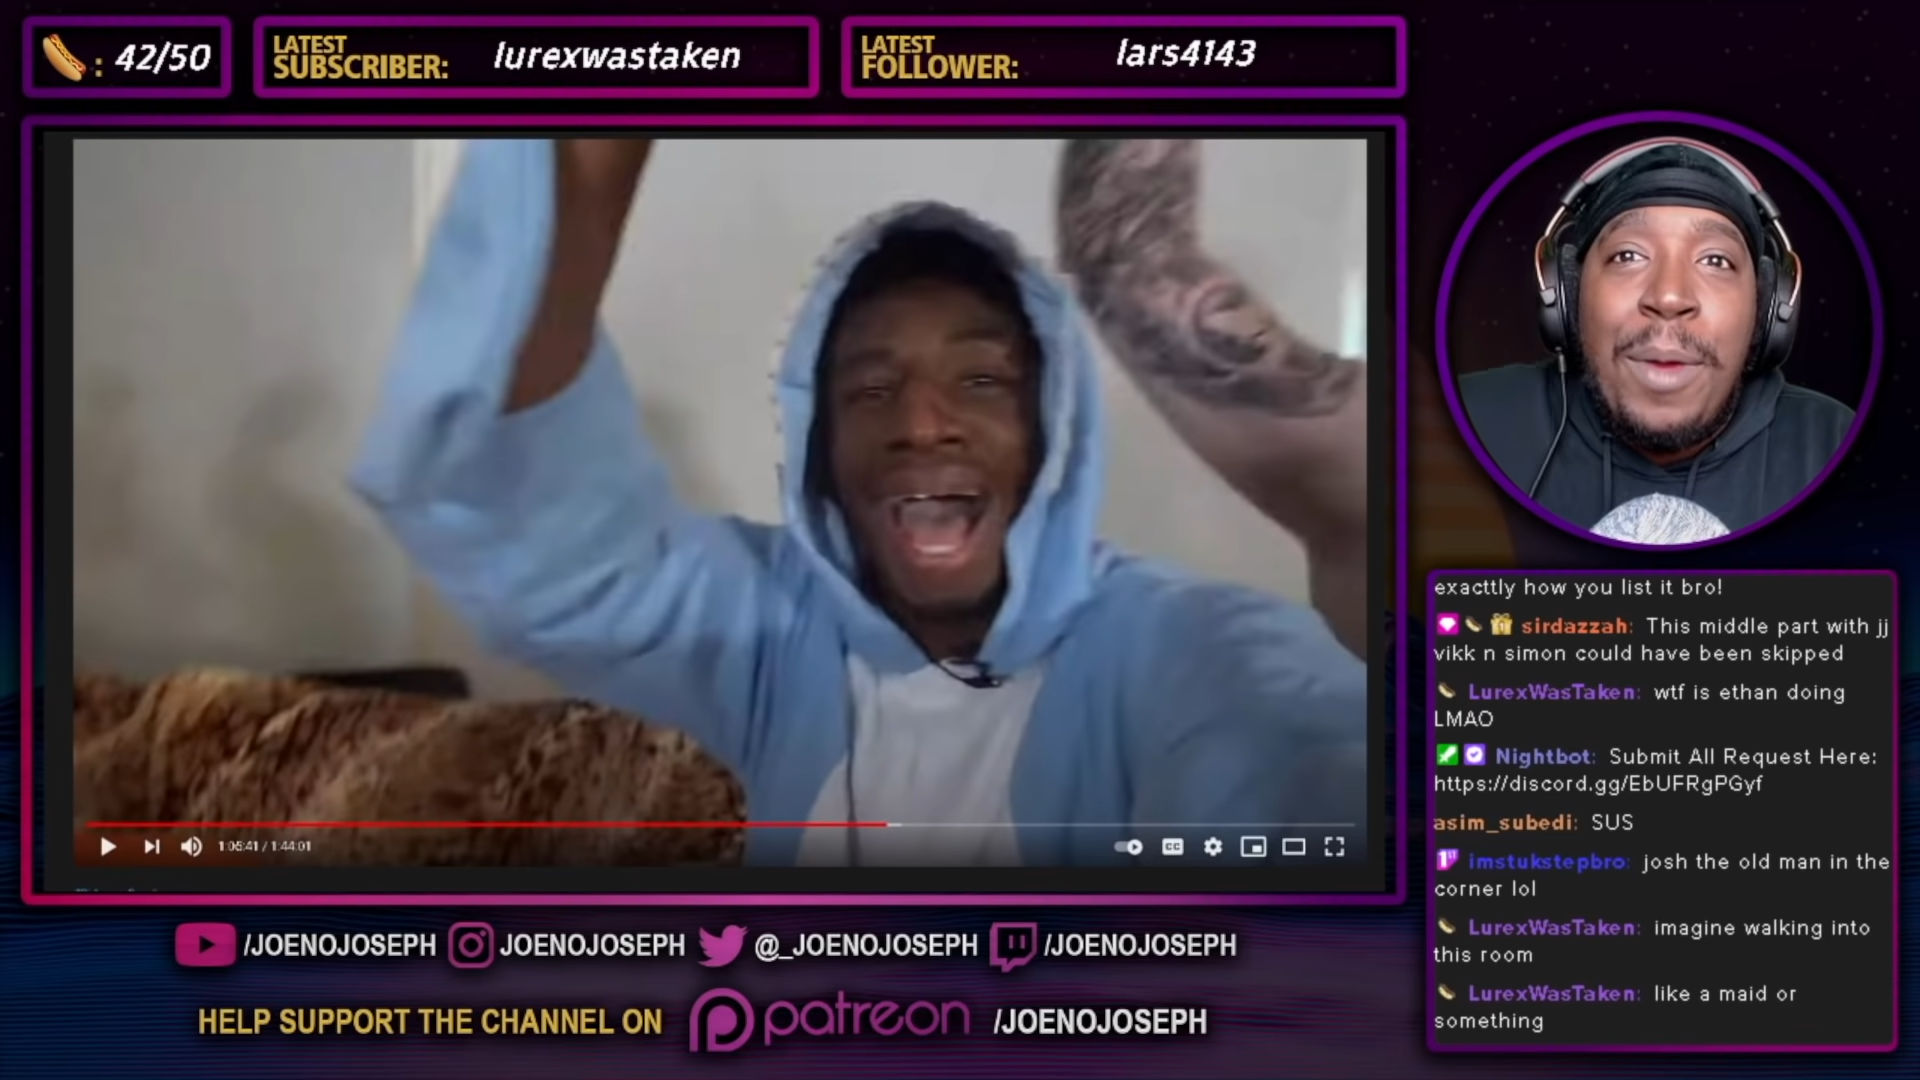 : 42/50
LATEST
SUBSCRIBER:
lurexwastaken
LATEST
FOLLOWER:
lars4143
1:05:41 / 1:44:01
CC
exacttly how you list it bro!
sirdazzah: This middle part with jj
vikk n simon could have been skipped
LurexWasTaken: wtf is ethan doing
LMAO
Nightbot: Submit All Request Here:
https://discord.gg/EbUFRgPGyf
asim_subedi: SUS
imstukstepbro: josh the old man in the
corner lol
LurexWasTaken: imagine walking into
this room
LurexWasTaken: like a maid or
something
/JOENOJOSEPH JOENOJOSEPH @_JOENOJOSEPH /JOENOJOSEPH
HELP SUPPORT THE CHANNEL ON patreon /JOENOJOSEPH